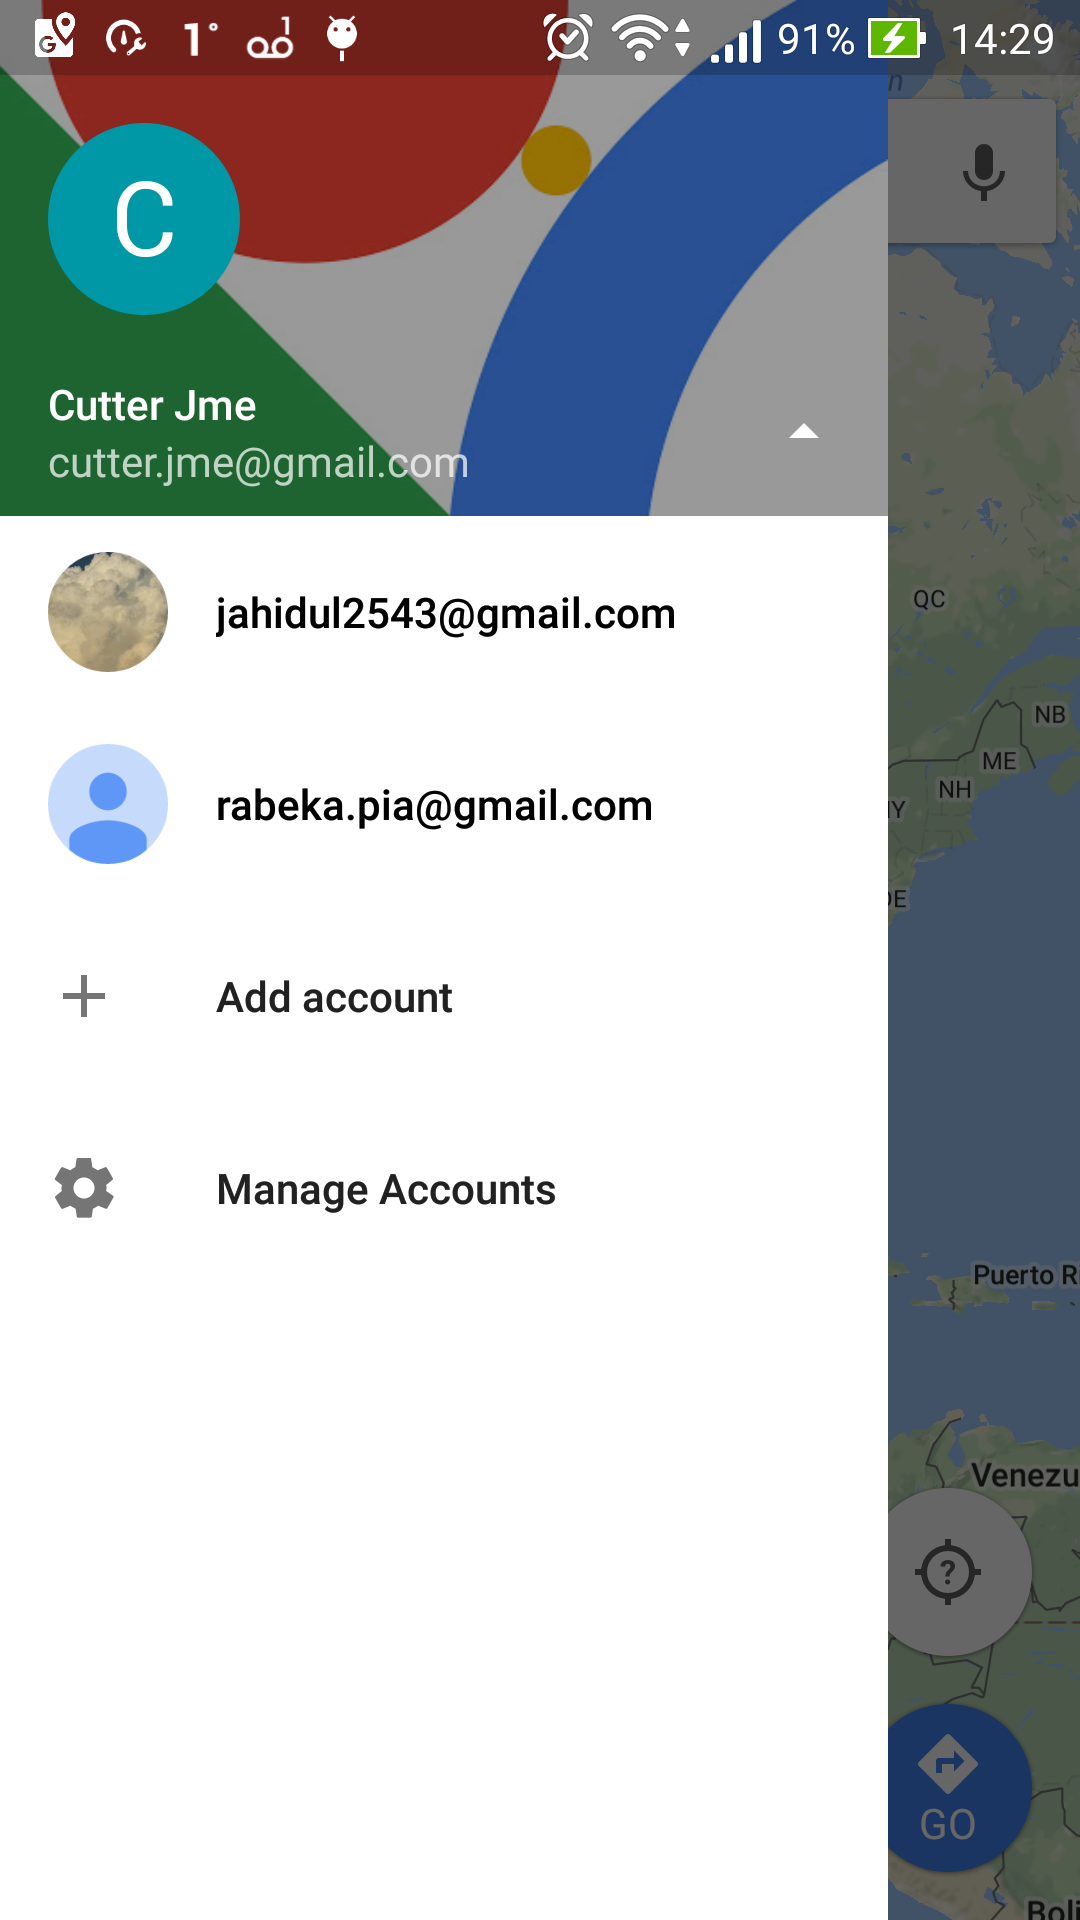 1° 91% 14:29
C
Cutter Jme
cutter.jme@gmail.com
jahidul2543@gmail.com
rabeka.pia@gmail.com
Add account
Manage Accounts
QC
NB
ME
NH
Y
DE
Puerto R
Venezu
?
GO
Boli